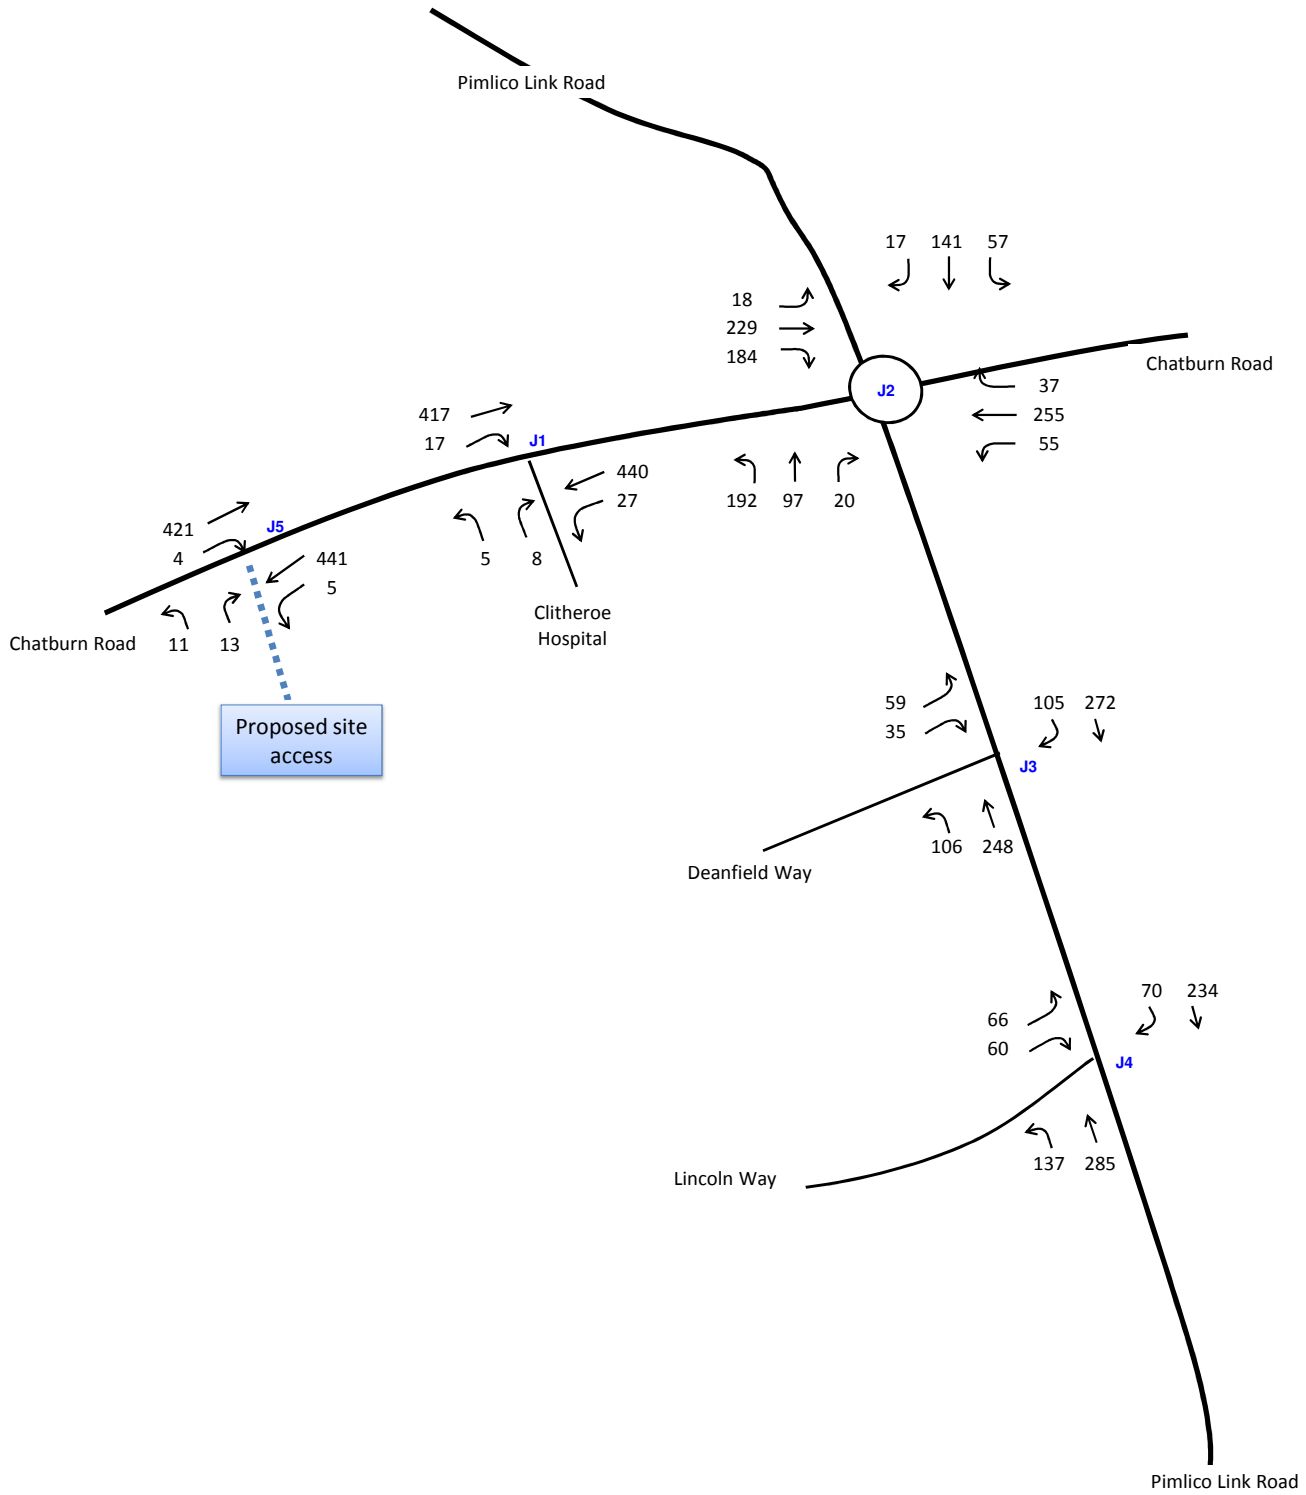 Pimlico Link Road
17 141 57
18
229
184
Chatburn Road
J2
37
255
55
417
17
J1
440
27
192 97 20
421
4
J5
441
5
5 8
Clitheroe
Hospital
Chatburn Road
11 13
Proposed site
access
59
35
105 272
J3
106 248
Deanfield Way
66
60
70 234
J4
137 285
Lincoln Way
Pimlico Link Road